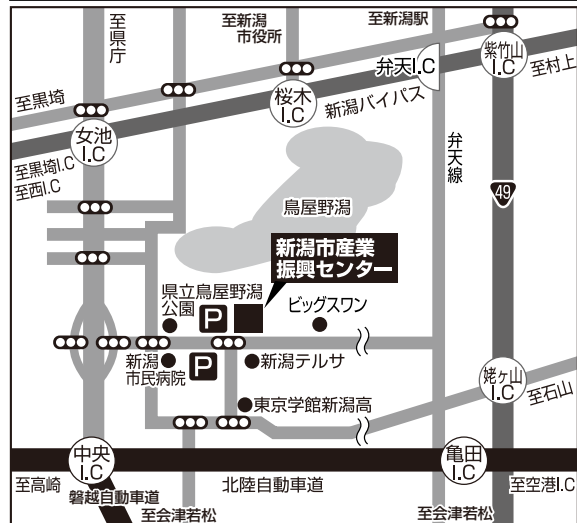 至県庁
至新潟
市役所
至新潟駅
紫竹山
I.C
弁天I.C
至村上
至黒埼
桜木
I.C
新潟バイパス
女池
I.C
至黒埼I.C
至西I.C
弁天線
49
鳥屋野潟
新潟市産業
振興センター
県立鳥屋野潟
公園
P
ビッグスワン
新潟
市民病院
P
新潟テルサ
姥ヶ山
I.C
至石山
東京学館新潟高
中央
I.C
亀田
I.C
至高崎
北陸自動車道
至空港I.C
磐越自動車道
至会津若松
至会津若松